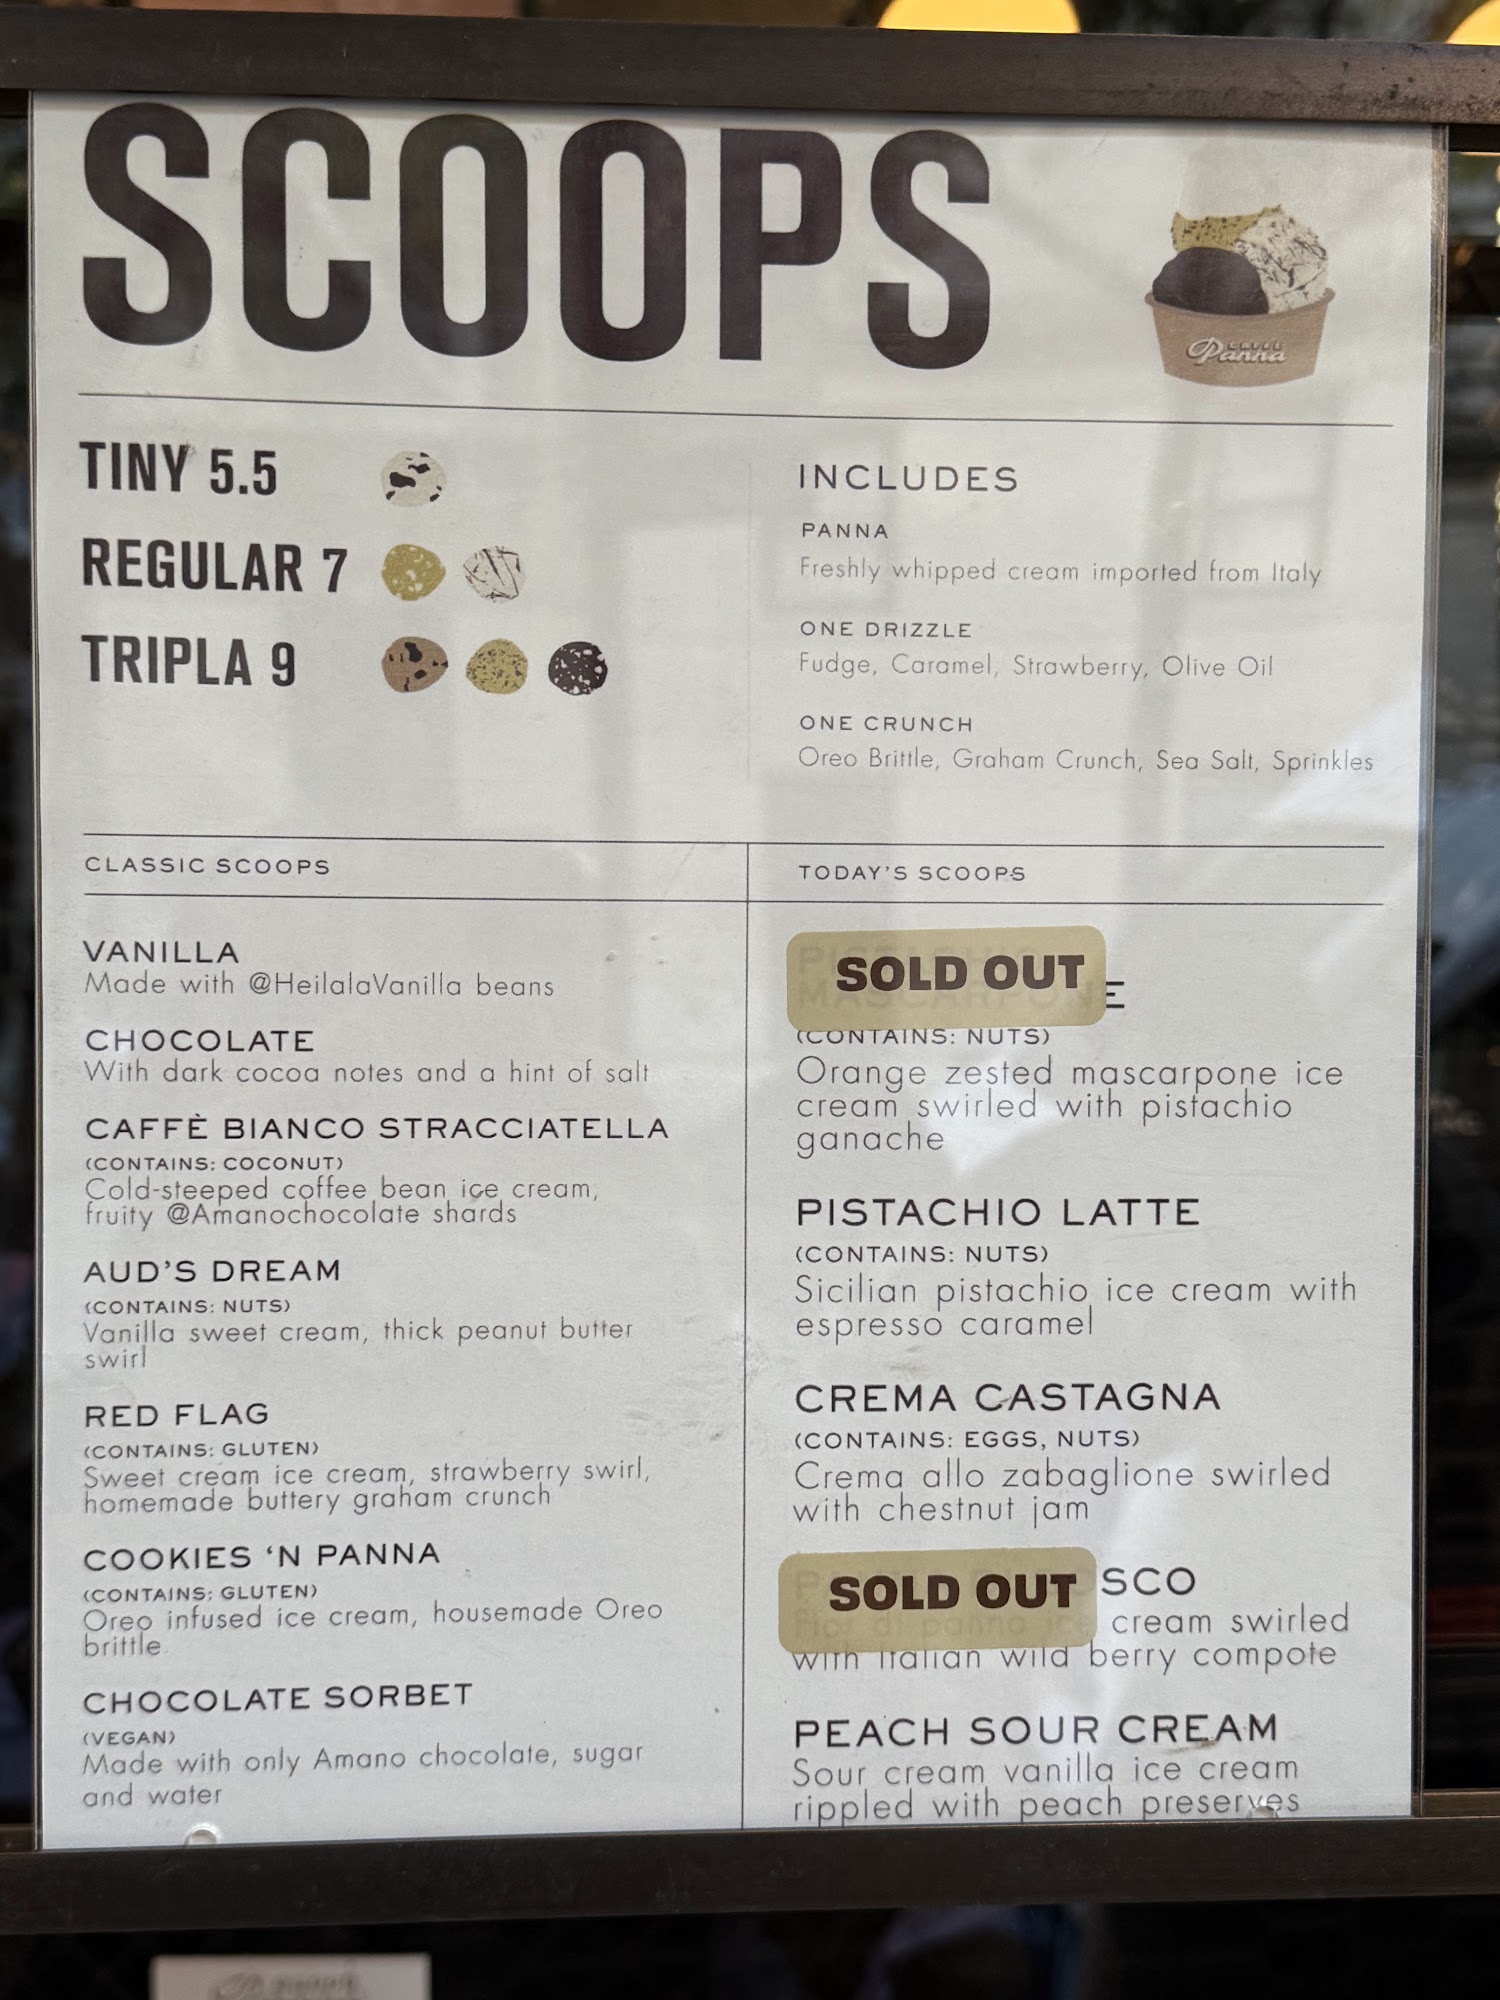 SCOOPS
CAFFÈ
Panna
TINY 5.5
REGULAR 7
TRIPLA 9
INCLUDES
PANNA
Freshly whipped cream imported from Italy
ONE DRIZZLE
Fudge, Caramel, Strawberry, Olive Oil
ONE CRUNCH
Oreo Brittle, Graham Crunch, Sea Salt, Sprinkles
CLASSIC SCOOPS
VANILLA
Made with @HeilalaVanilla beans
CHOCOLATE
With dark cocoa notes and a hint of salt
CAFFÈ BIANCO STRACCIATELLA
(CONTAINS: COCONUT)
Cold-steeped coffee bean ice cream,
fruity @Amanochocolate shards
AUD'S DREAM
(CONTAINS: NUTS)
Vanilla sweet cream, thick peanut butter
swirl
RED FLAG
(CONTAINS: GLUTEN)
Sweet cream ice cream, strawberry swirl,
homemade buttery graham crunch
COOKIES 'N PANNA
(CONTAINS: GLUTEN)
Oreo infused ice cream, housemade Oreo
brittle
CHOCOLATE SORBET
(VEGAN)
Made with only Amano chocolate, sugar
and water
TODAY'S SCOOPS
PISTACHIO
MASCARPONE
SOLD OUT
(CONTAINS: NUTS)
Orange zested mascarpone ice
cream swirled with pistachio
ganache
PISTACHIO LATTE
(CONTAINS: NUTS)
Sicilian pistachio ice cream with
espresso caramel
CREMA CASTAGNA
(CONTAINS: EGGS, NUTS)
Crema allo zabaglione swirled
with chestnut jam
SOLD OUT
SCO
Fior di panna ice cream swirled
with Italian wild berry compote
PEACH SOUR CREAM
Sour cream vanilla ice cream
rippled with peach preserves